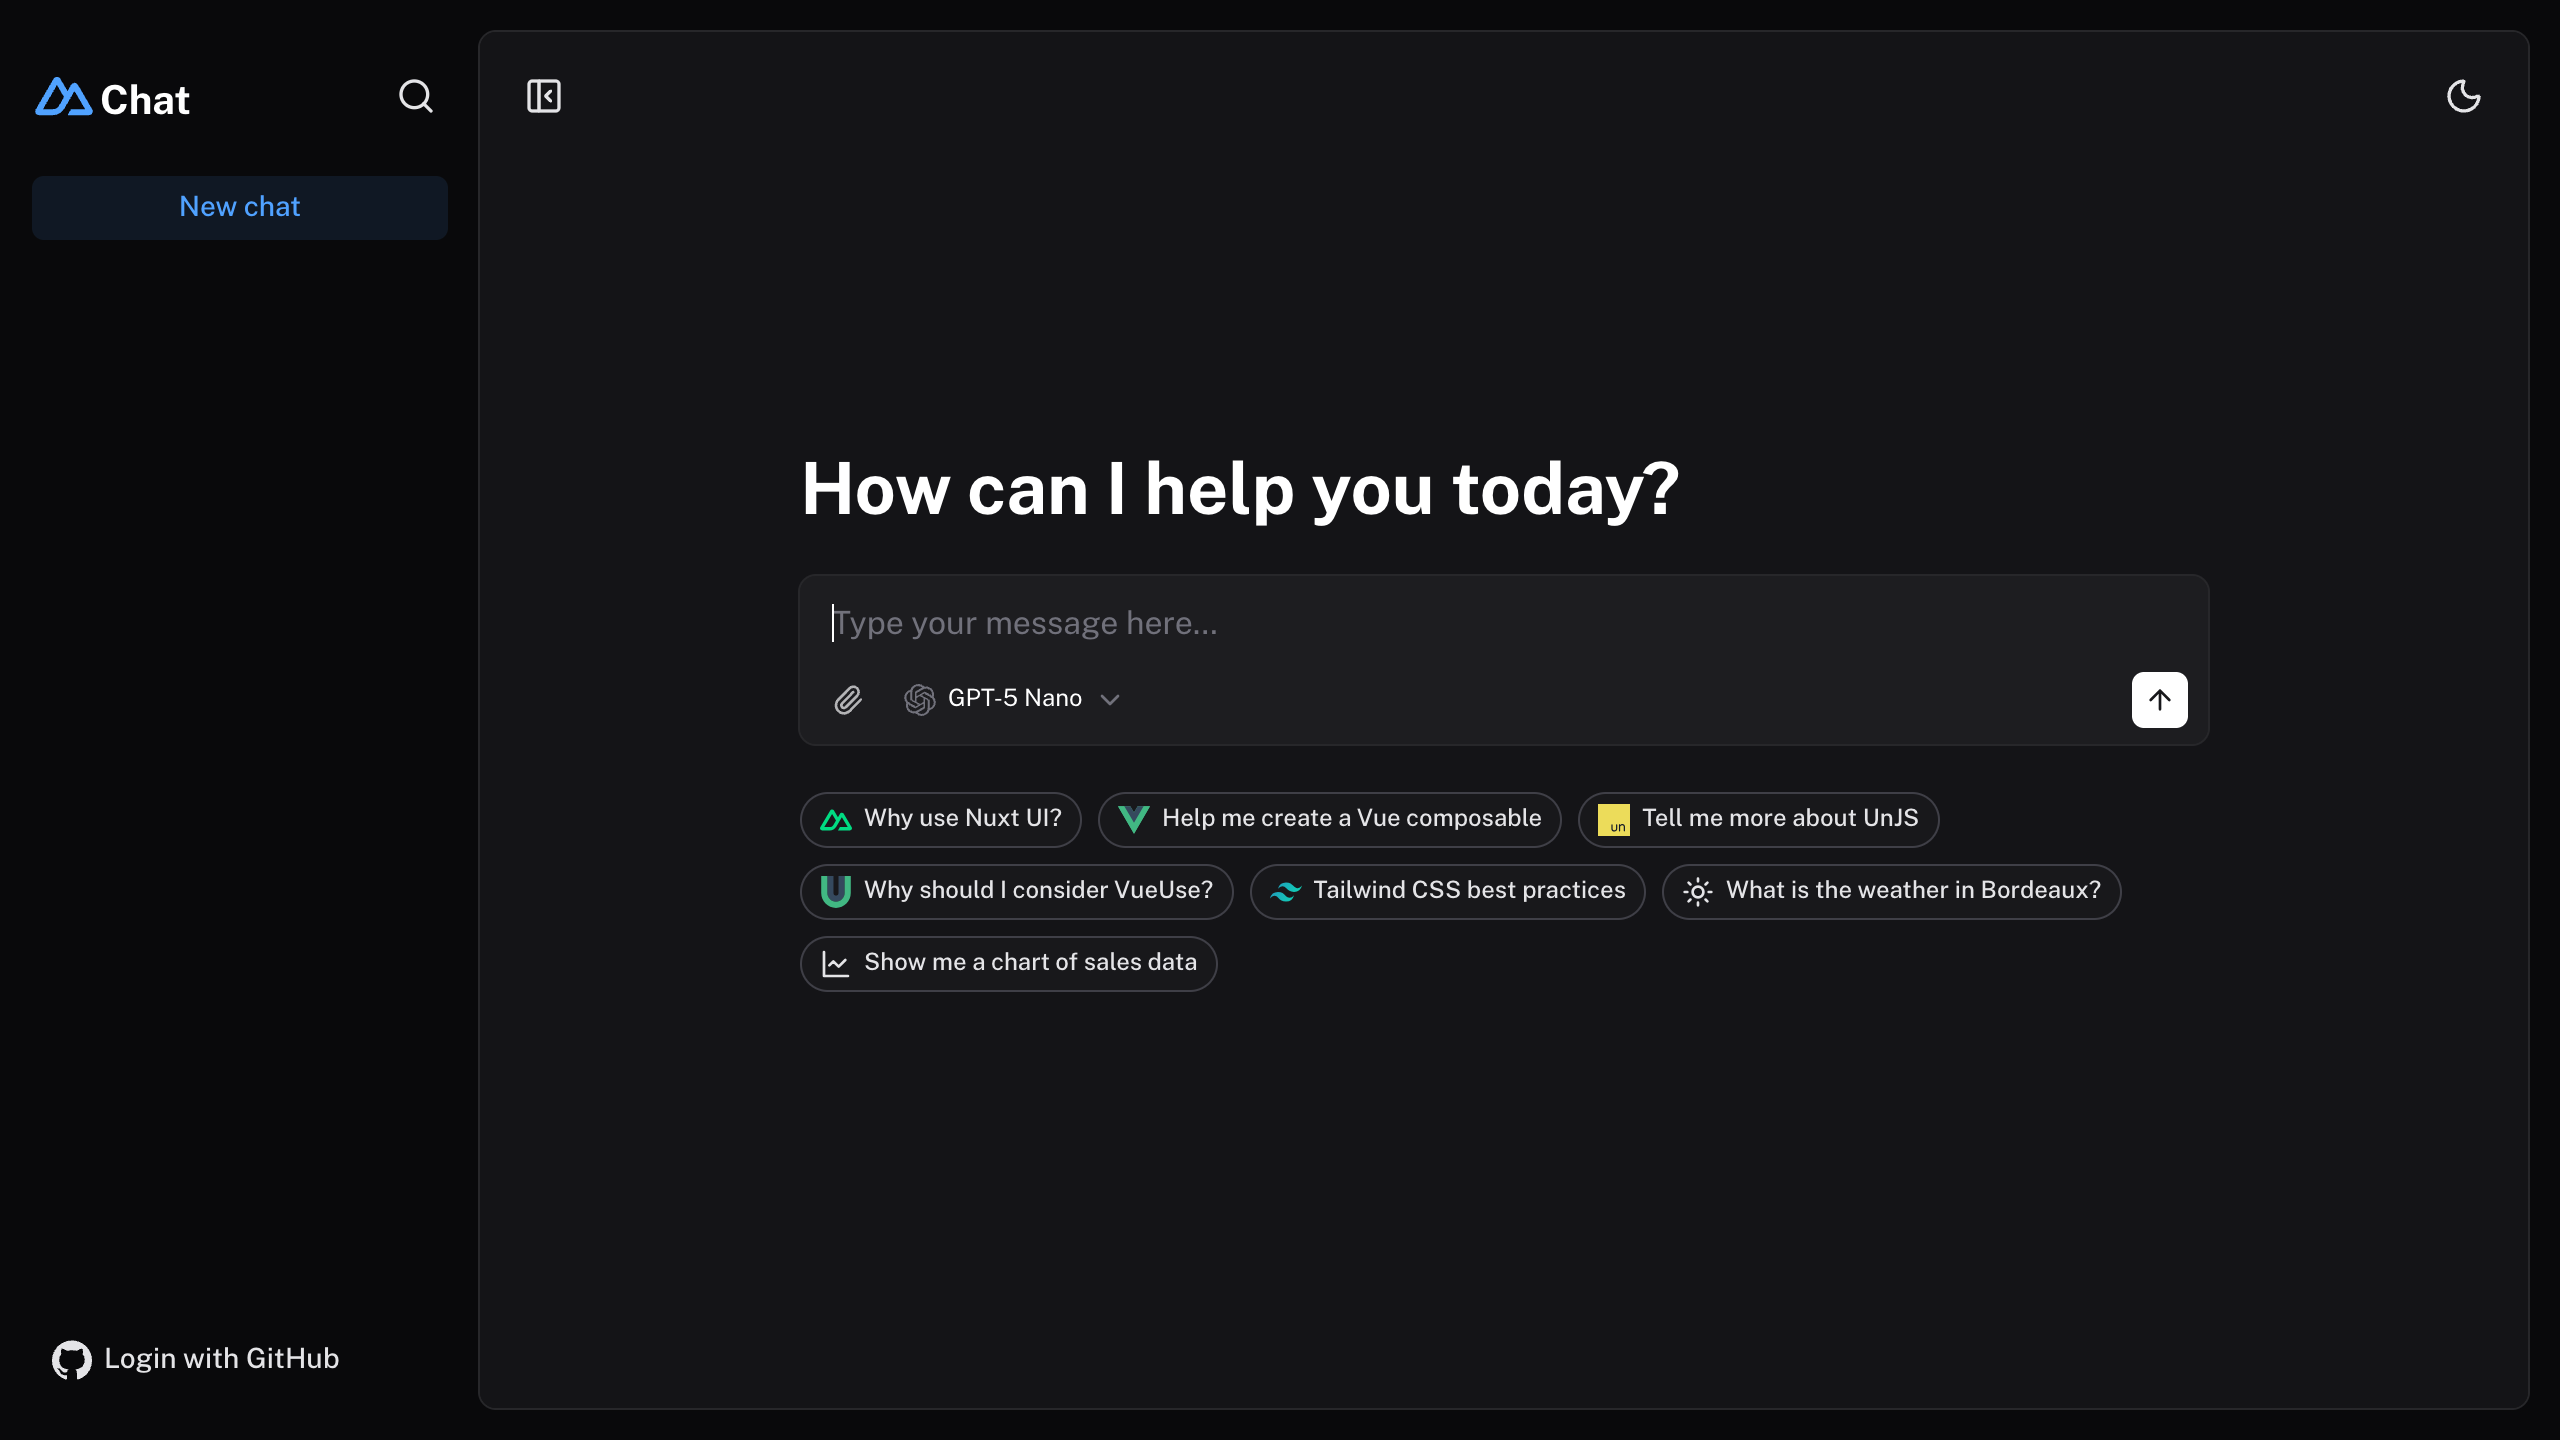 Chat
New chat
How can I help you today?
Type your message here...
GPT-5 Nano
Why use Nuxt UI?
Help me create a Vue composable
un
Tell me more about UnJS
Why should I consider VueUse?
Tailwind CSS best practices
What is the weather in Bordeaux?
Show me a chart of sales data
Login with GitHub